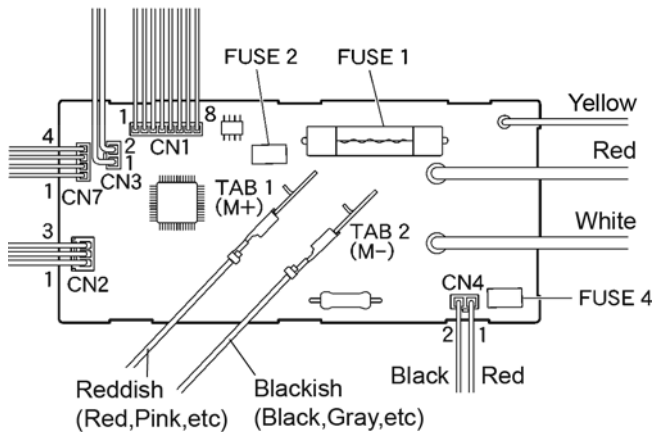 FUSE 2
FUSE 1
Yellow
1
8
CN1
4
2
1
CN3
Red
1
CN7
TAB 1
(M+)
3
TAB 2
(M-)
White
1
CN2
CN4
FUSE 4
2
1
Black
Red
Reddish
(Red,Pink,etc)
Blackish
(Black,Gray,etc)